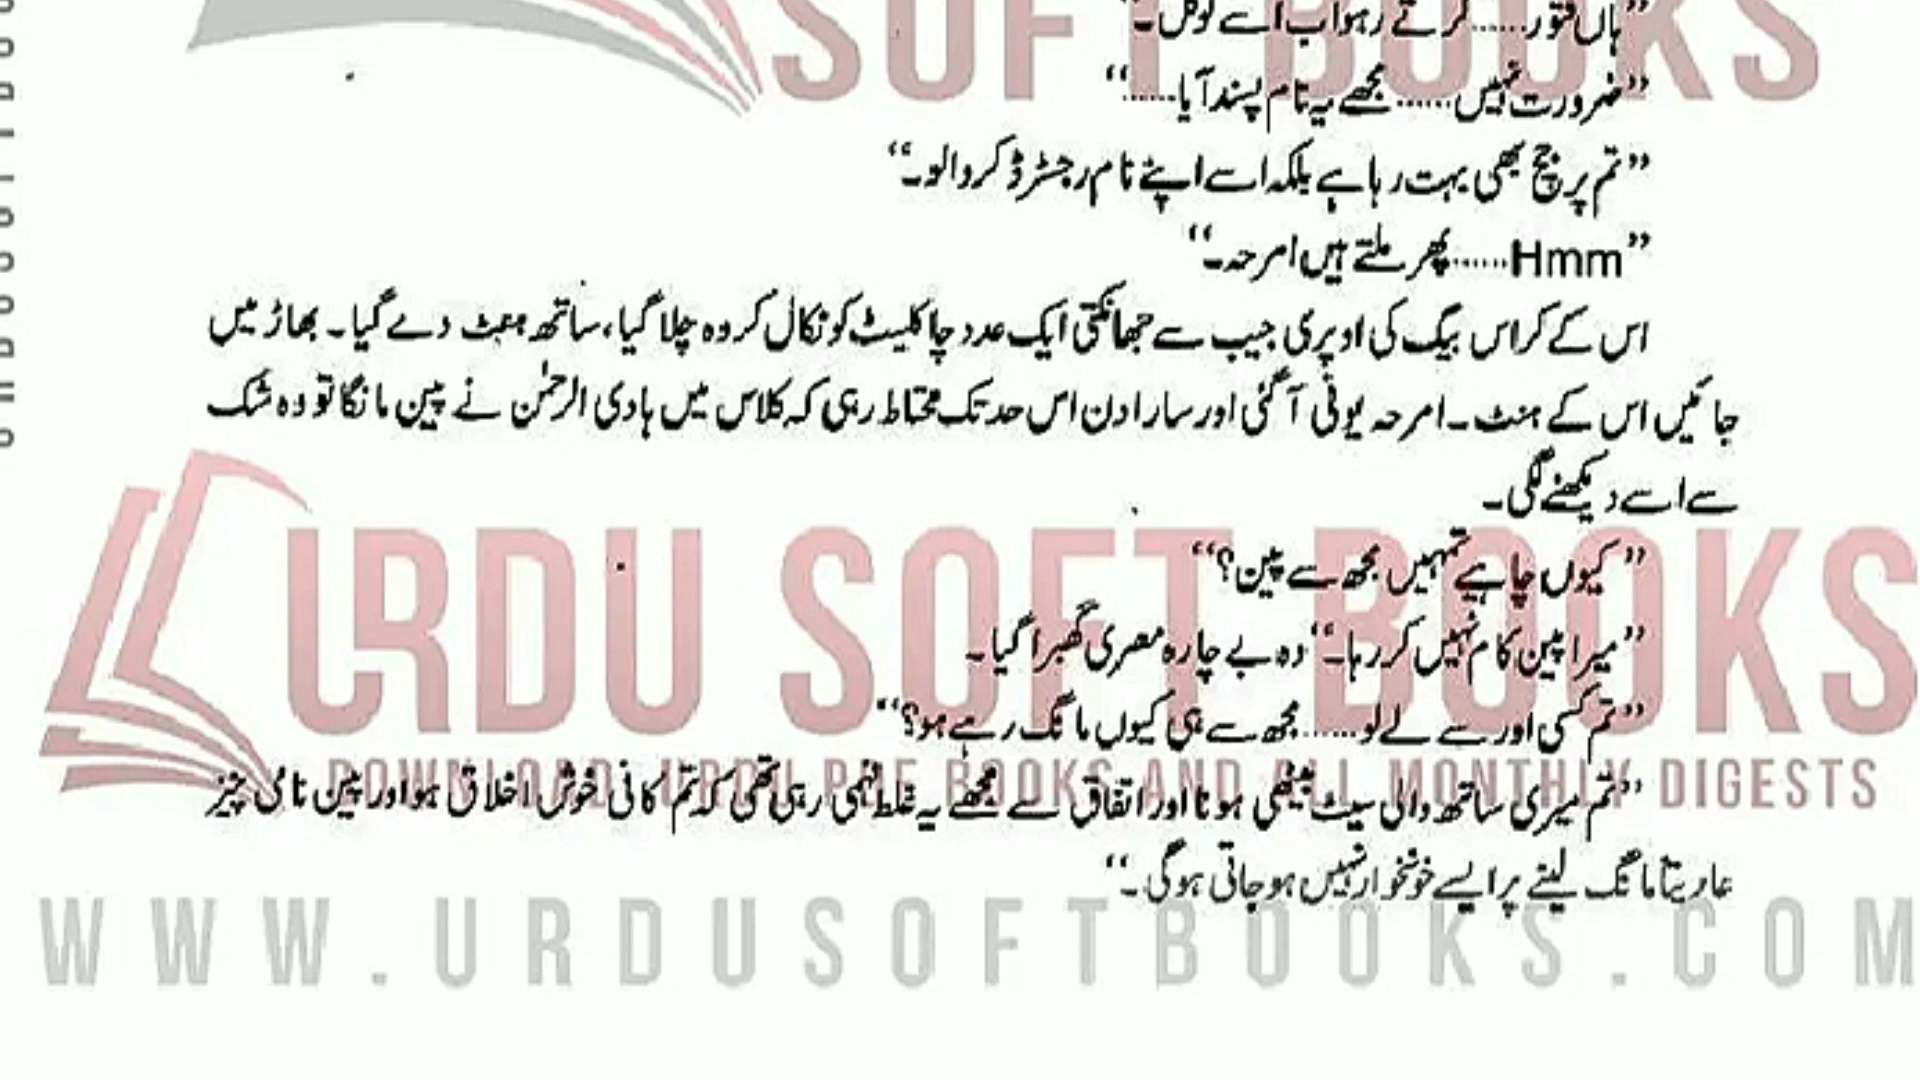 SOFT BOOKS
”ہاں فتور......کرتے رہو اب اسے گوگل۔“
”ضرورت نہیں......مجھے یہ نام پسند آیا......“
”تم پر جچ بھی بہت رہا ہے بلکہ اسے اپنے نام رجسٹرڈ کروالو۔“
”Hmm......پھر ملتے ہیں امرحہ۔“
اس کے کراس بیگ کی اوپری جیب سے جھانکتی ایک عدد چاکلیٹ کو نکال کر وہ چلا گیا، ساتھ ہنٹ دے گیا۔ بھاڑ میں
جائیں اس کے ہنٹ۔ امرحہ یونی آ گئی اور سارا دن اس حد تک محتاط رہی کہ کلاس میں ہادی الرحمٰن نے پین مانگا تو وہ شک
سے اسے دیکھنے لگی۔
”کیوں چاہیے تمہیں مجھ سے پین؟“
”میرا پین کام نہیں کر رہا۔“ وہ بے چارہ مصری گھبرا گیا۔
”تم کسی اور سے لے لو......مجھ سے ہی کیوں مانگ رہے ہو؟“
”تم میری ساتھ والی سیٹ بیٹھی ہو نا اور اتفاق سے مجھے یہ غلط فہمی رہی تھی کہ تم کافی خوش اخلاق ہو اور پین نامی چیز
عاریتاً مانگ لینے پر ایسے خونخوار نہیں ہو جاتی ہوگی۔“
URDU SOFT BOOKS
DOWNLOAD URDU PDF BOOKS AND ALL MONTHLY DIGESTS
WWW.URDUSOFTBOOKS.COM